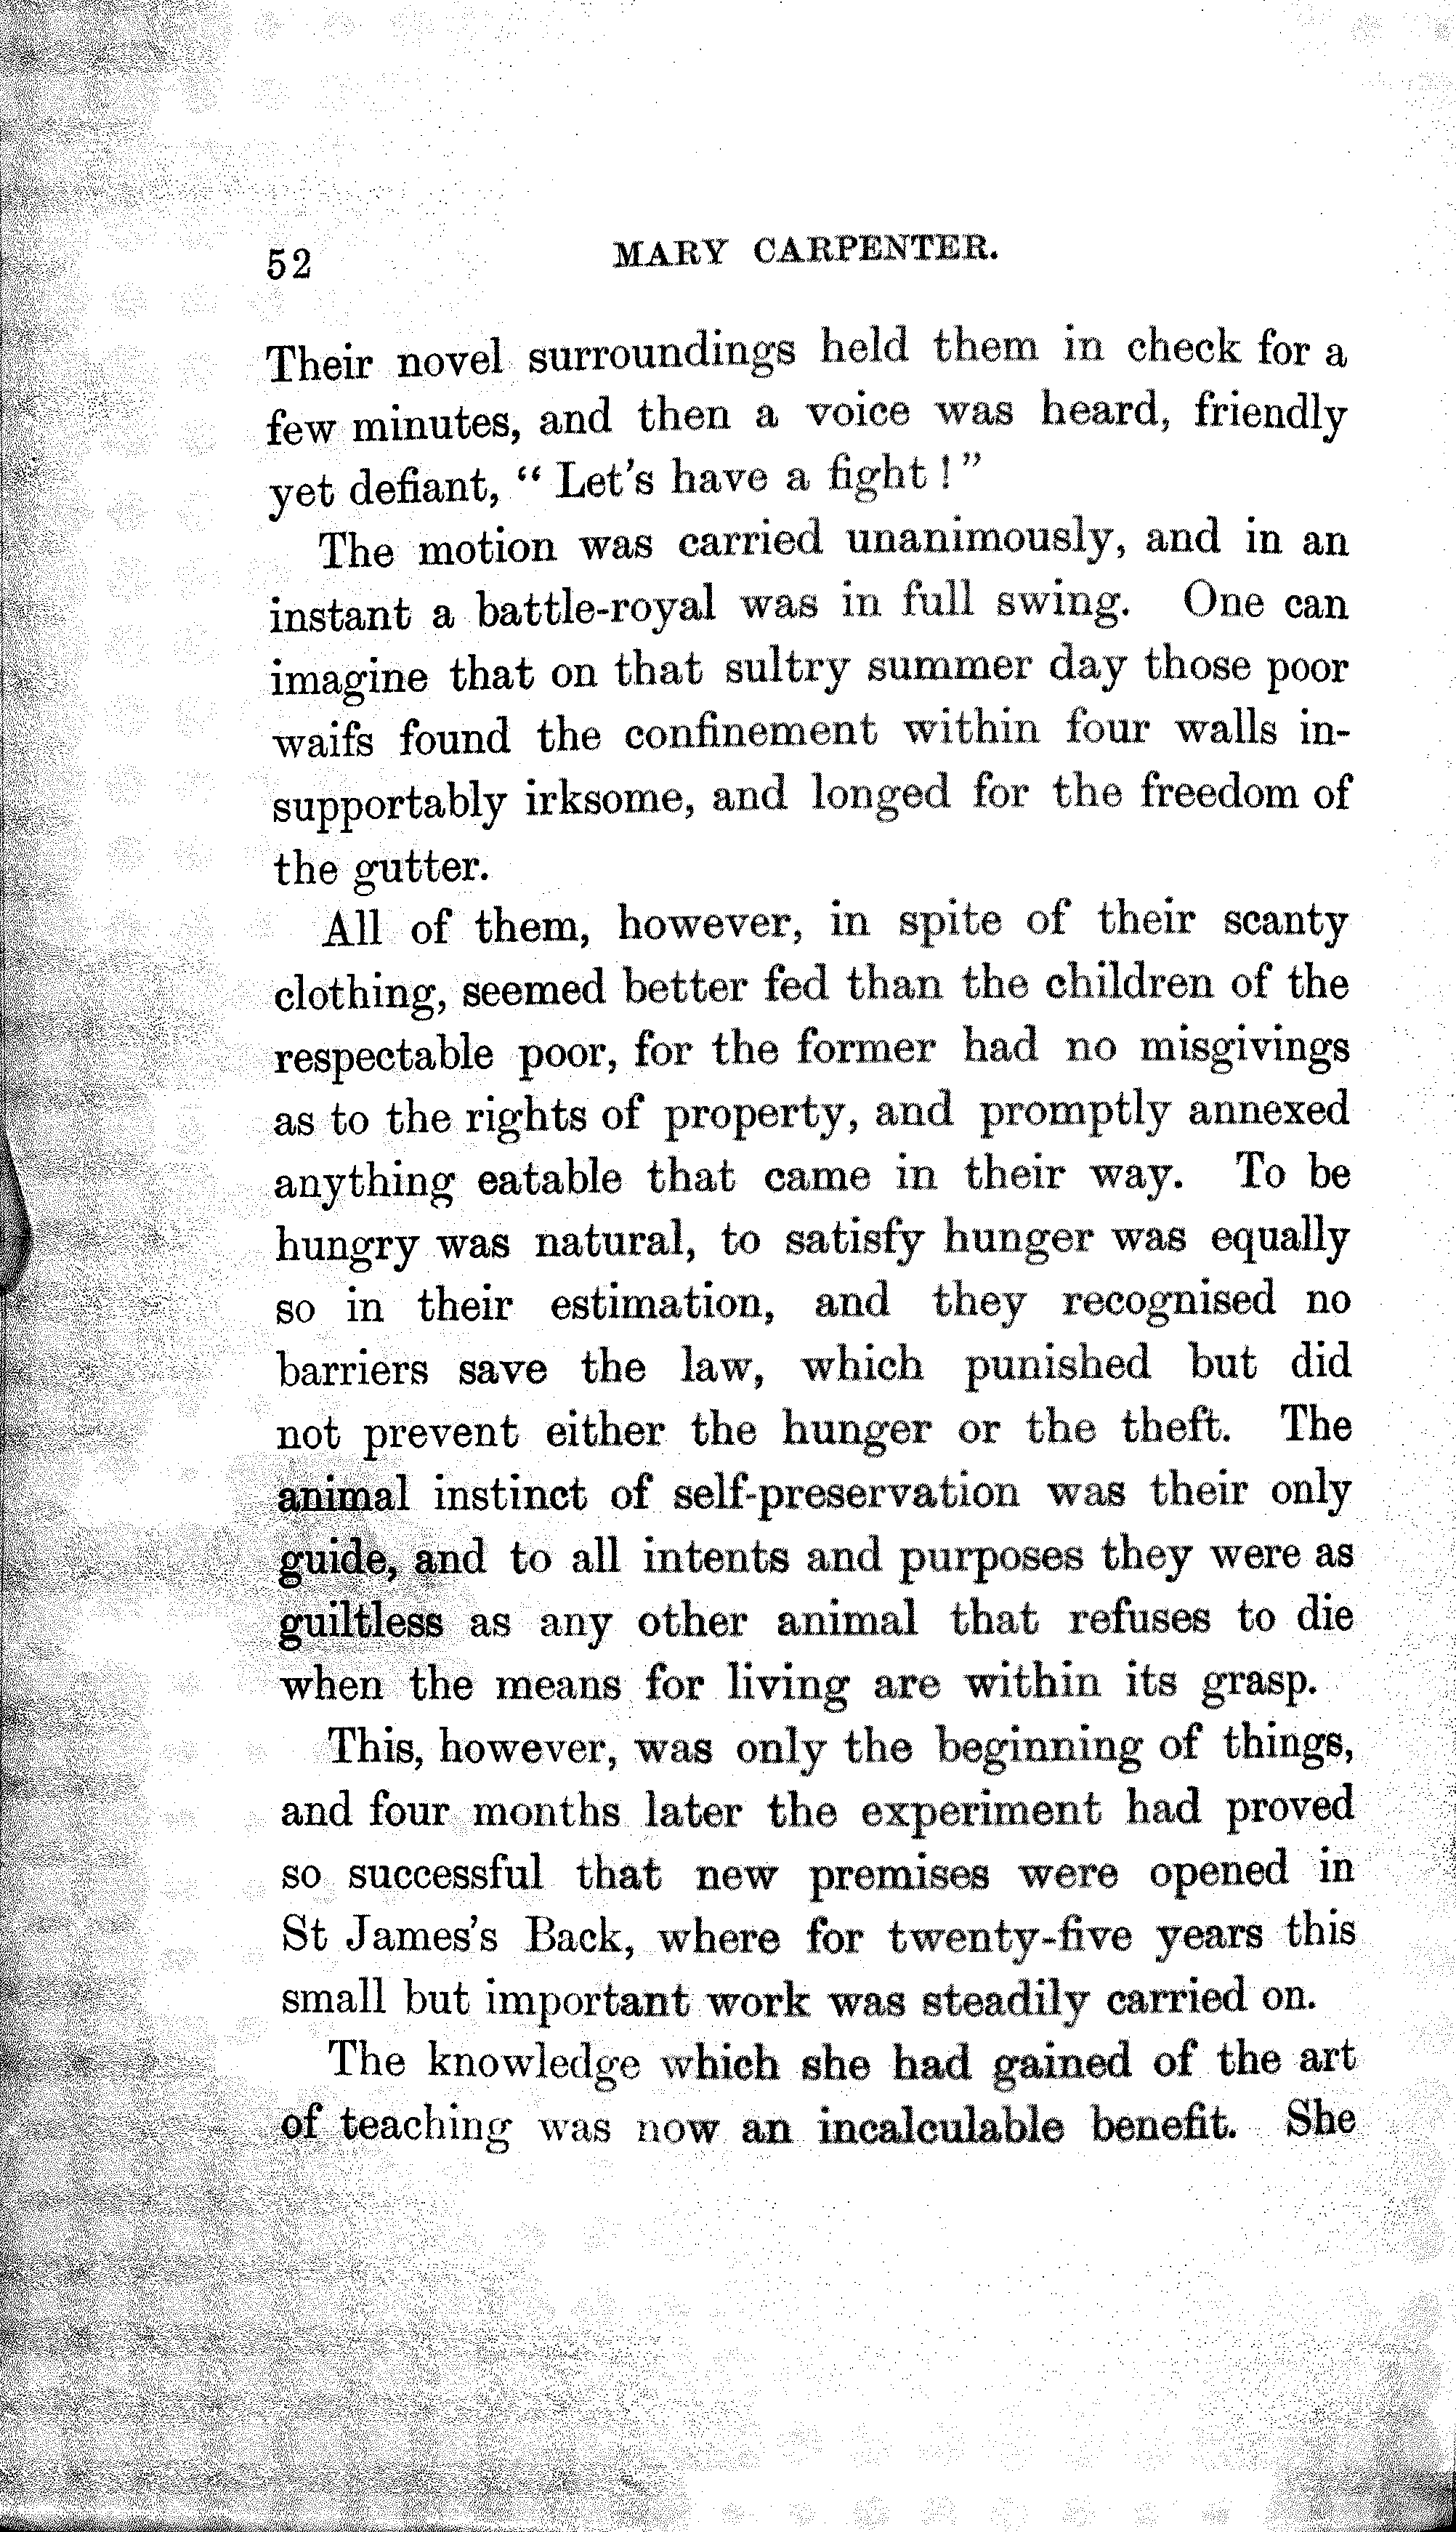 52 MARY CARPENTER.
Their novel surroundings held them in check for a
few minutes, and then a voice was heard, friendly
yet defiant, “ Let's have a fight ! ”
The motion was carried unanimously, and in an
instant a battle-royal was in full swing. One can
imagine that on that sultry summer day those poor
waifs found the confinement within four walls in-
supportably irksome, and longed for the freedom of
the gutter.
All of them, however, in spite of their scanty
clothing, seemed better fed than the children of the
respectable poor, for the former had no misgivings
as to the rights of property, and promptly annexed
anything eatable that came in their way. To be
hungry was natural, to satisfy hunger was equally
so in their estimation, and they recognised no
barriers save the law, which punished but did
not prevent either the hunger or the theft. The
animal instinct of self-preservation was their only
guide, and to all intents and purposes they were as
guiltless as any other animal that refuses to die
when the means for living are within its grasp.
This, however, was only the beginning of things,
and four months later the experiment had proved
so successful that new premises were opened in
St James's Back, where for twenty-five years this
small but important work was steadily carried on.
The knowledge which she had gained of the art
of teaching was now an incalculable benefit. She